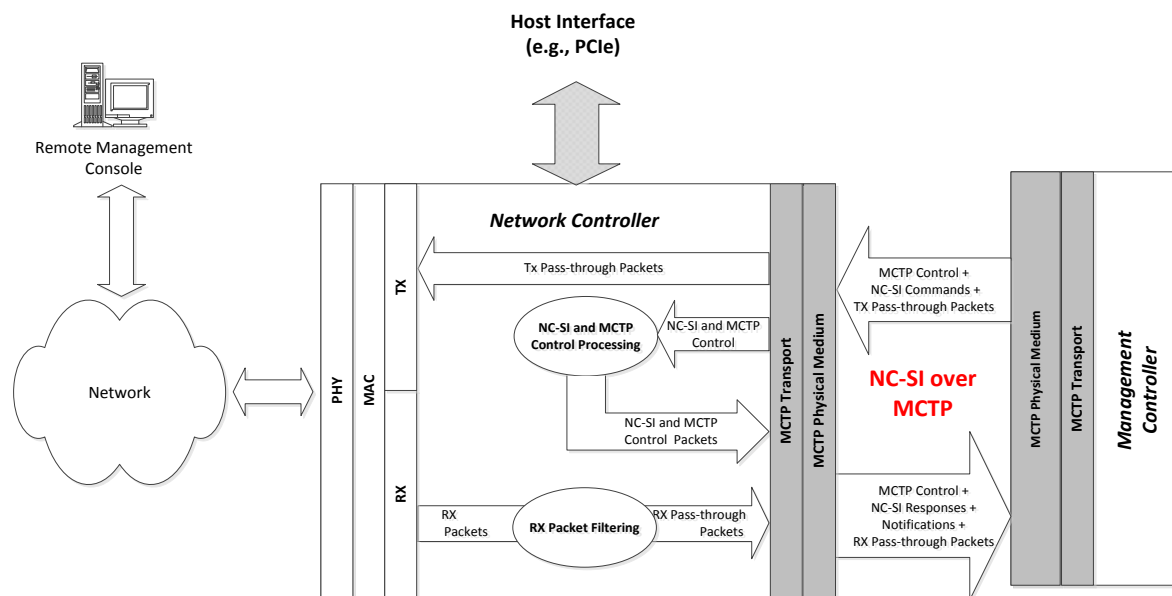 Host Interface
(e.g., PCIe)
Remote Management
Console
Network
PHY
MAC
TX
RX
Network Controller
Tx Pass-through Packets
NC-SI and MCTP
Control Processing
NC-SI and MCTP
Control
NC-SI and MCTP
Control Packets
RX
Packets
RX Packet Filtering
RX Pass-through
Packets
MCTP Transport
MCTP Physical Medium
MCTP Control +
NC-SI Commands +
TX Pass-through Packets
NC-SI over
MCTP
MCTP Control +
NC-SI Responses +
Notifications +
RX Pass-through Packets
MCTP Physical Medium
MCTP Transport
Management
Controller